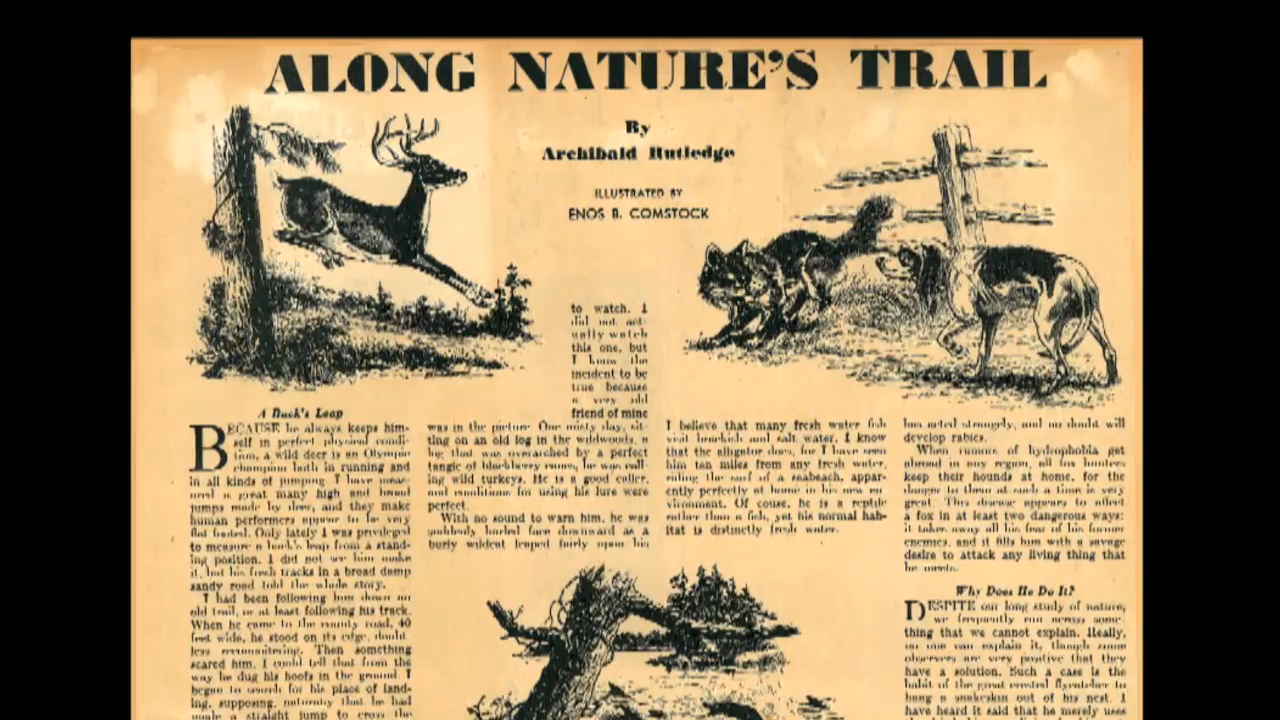 ALONG NATURE'S TRAIL
By
Archibald Rutledge
ILLUSTRATED BY
ENOS B. COMSTOCK
A Buck's Leap
BECAUSE he always keeps him-
self in perfect physical condi-
tion, a wild deer is an Olympic
champion both in running and
in all kinds of jumping. I have meas-
ured a great many high and broad
jumps made by deer, and they make
human performers appear to be very
flat footed. Only lately I was privileged
to measure a buck's leap from a stand-
ing position. I did not see him make
it, but his fresh tracks in a broad damp
sandy road told the whole story.
I had been following him down an
old trail, or at least following his track.
When he came to the county road, 40
feet wide, he stood on its edge, doubt-
less reconnoitering. Then something
scared him. I could tell that from the
way he dug his hoofs in the ground. I
began to search for his place of land-
ing, supposing, naturally that he had
made a straight jump to cross the
to watch. I
did not act-
ually watch
this one, but
I know the
incident to be
true because
a very old
friend of mine
was in the picture. One misty day, sit-
ting on an old log in the wildwoods, a
log that was overarched by a perfect
tangle of blackberry canes, he was call-
ing wild turkeys. He is a good caller,
and conditions for using his lure were
perfect.
With no sound to warn him, he was
suddenly hurled face downward as a
burly wildcat leaped fairly upon his
I believe that many fresh water fish
visit brackish and salt water. I know
that the alligator does, for I have seen
him ten miles from any fresh water,
riding the surf of a seabeach, appar-
ently perfectly at home in his new en-
vironment. Of couse, he is a reptile
rather than a fish, yet his normal hab-
itat is distinctly fresh water.
has acted strangely, and no doubt will
develop rabies.
When rumors of hydrophobia get
abroad in any region, all fox hunters
keep their hounds at home, for the
danger to them at such a time is very
great. This disease appears to affect
a fox in at least two dangerous ways:
it takes away all his fear of his former
enemies, and it fills him with a savage
desire to attack any living thing that
he meets.
Why Does He Do It?
DESPITE our long study of nature,
we frequently run across some-
thing that we cannot explain. Really,
no one can explain it, though some
observers are very positive that they
have a solution. Such a case is the
habit of the great crested flycatcher to
hang a snakeskin out of his nest. I
have heard it said that he merely uses